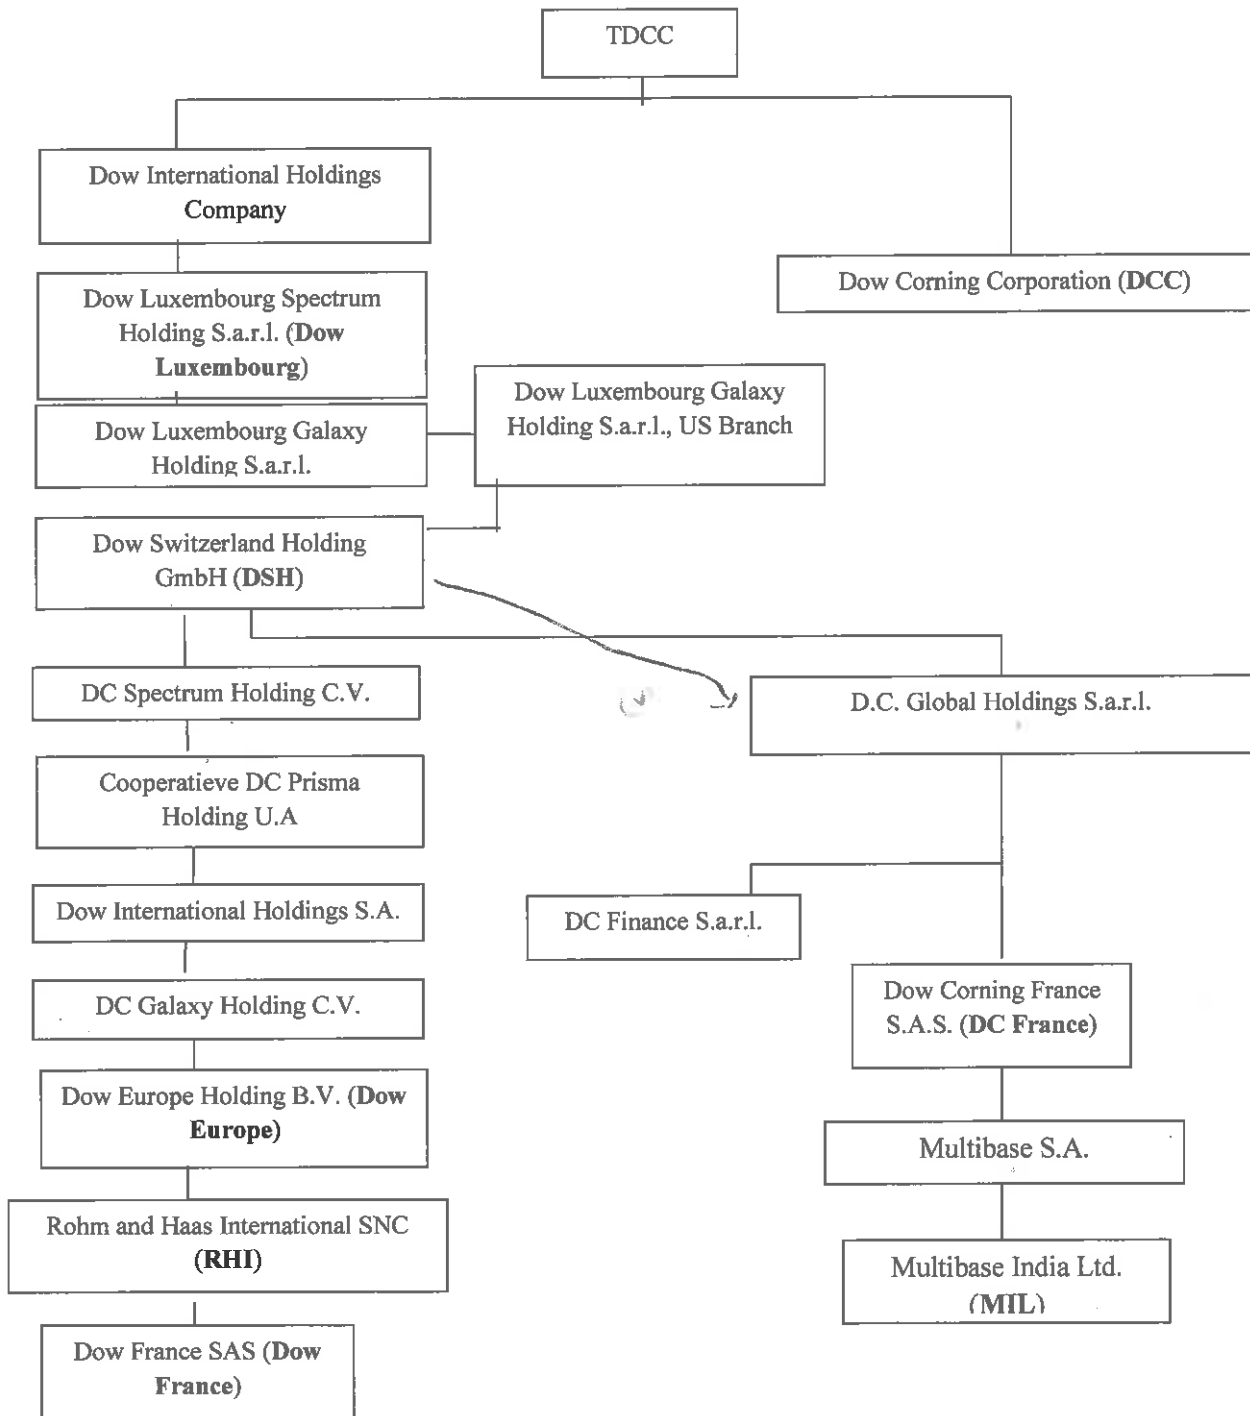 TDCC
Dow International Holdings
Company
Dow Corning Corporation (DCC)
Dow Luxembourg Spectrum
Holding S.a.r.l. (Dow
Luxembourg)
Dow Luxembourg Galaxy
Holding S.a.r.l., US Branch
Dow Luxembourg Galaxy
Holding S.a.r.l.
Dow Switzerland Holding
GmbH (DSH)
DC Spectrum Holding C.V.
D.C. Global Holdings S.a.r.l.
Cooperatieve DC Prisma
Holding U.A
Dow International Holdings S.A.
DC Finance S.a.r.l.
DC Galaxy Holding C.V.
Dow Corning France
S.A.S. (DC France)
Dow Europe Holding B.V. (Dow
Europe)
Multibase S.A.
Rohm and Haas International SNC
(RHI)
Multibase India Ltd.
(MIL)
Dow France SAS (Dow
France)